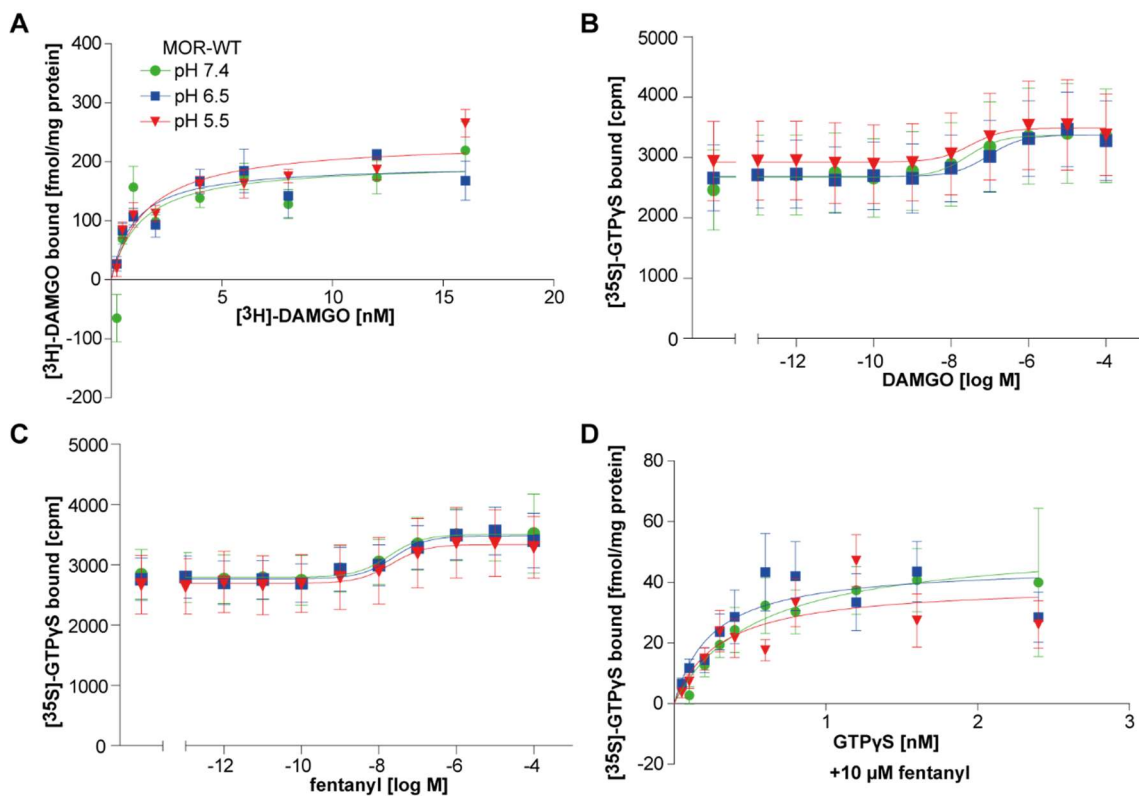 A
MOR-WT
pH 7.4
pH 6.5
pH 5.5
[3H]-DAMGO bound [fmol/mg protein]
400
300
200
100
0
-100
-200
5
10
15
20
[3H]-DAMGO [nM]
B
[35S]-GTPγS bound [cpm]
5000
4000
3000
2000
1000
0
-12
-10
-8
-6
-4
DAMGO [log M]
C
[35S]-GTPγS bound [cpm]
5000
4000
3000
2000
1000
0
-12
-10
-8
-6
-4
fentanyl [log M]
D
[35S]-GTPγS bound [fmol/mg protein]
80
60
40
20
0
-20
1
2
3
GTPγS [nM]
+10 µM fentanyl